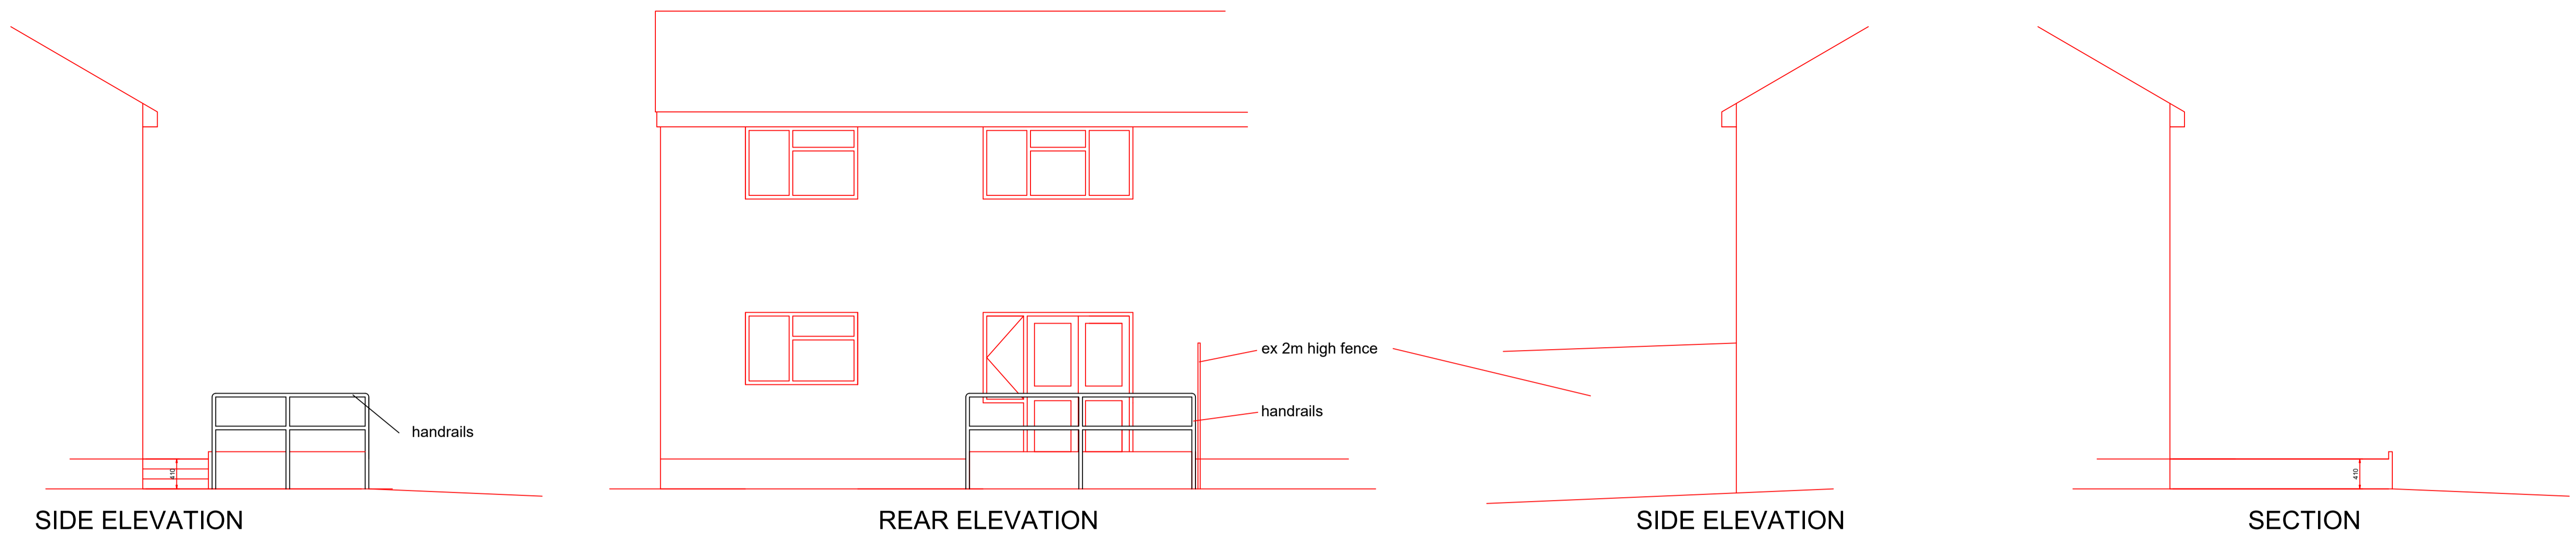 ex 2m high fence
handrails
handrails
410
410
SIDE ELEVATION
REAR ELEVATION
SIDE ELEVATION
SECTION